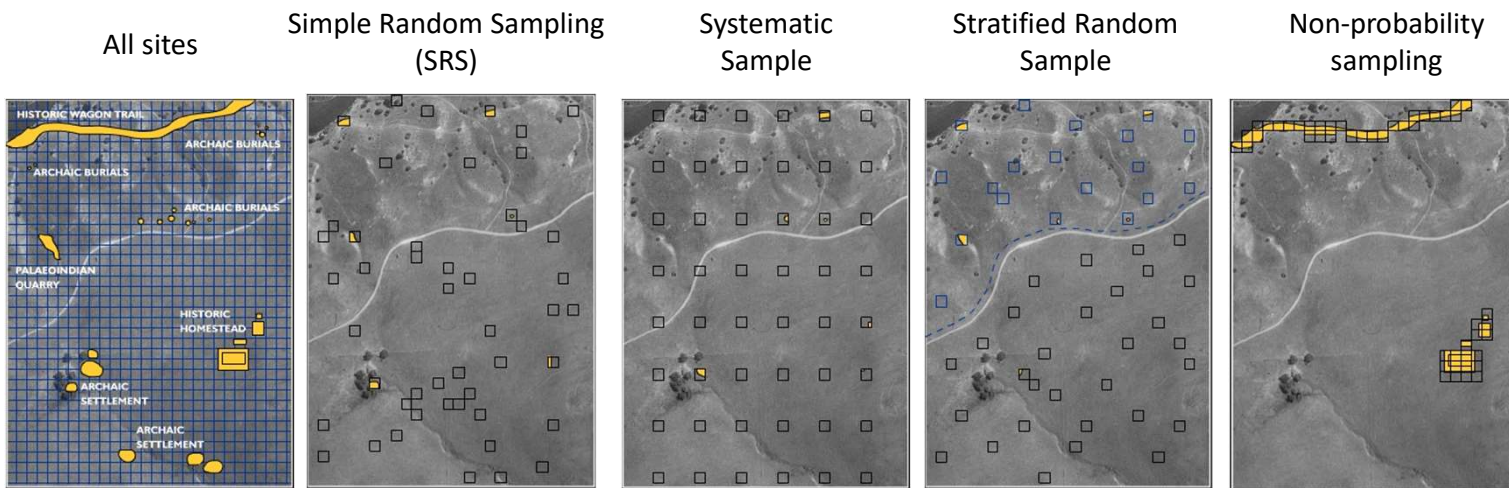 All sites
Simple Random Sampling
(SRS)
Systematic
Sample
Stratified Random
Sample
Non-probability
sampling
HISTORIC WAGON TRAIL
ARCHAIC BURIALS
ARCHAIC BURIALS
ARCHAIC BURIALS
PALAEOINDIAN
QUARRY
HISTORIC
HOMESTEAD
ARCHAIC
SETTLEMENT
ARCHAIC
SETTLEMENT